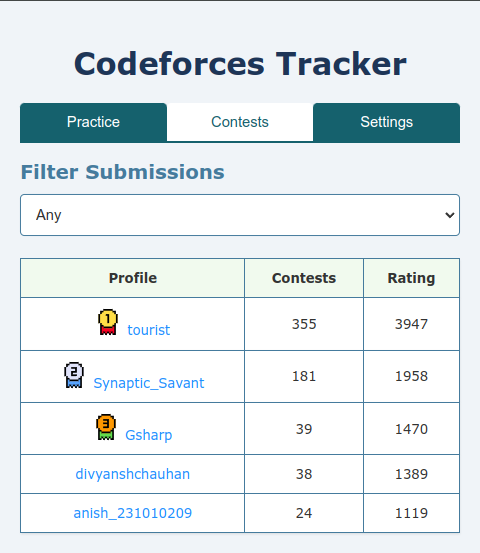 Codeforces Tracker
Practice Contests Settings
Filter Submissions
Any
Profile Contests Rating
1 tourist 355 3947
2 Synaptic_Savant 181 1958
3 Gsharp 39 1470
divyanshchauhan 38 1389
anish_231010209 24 1119